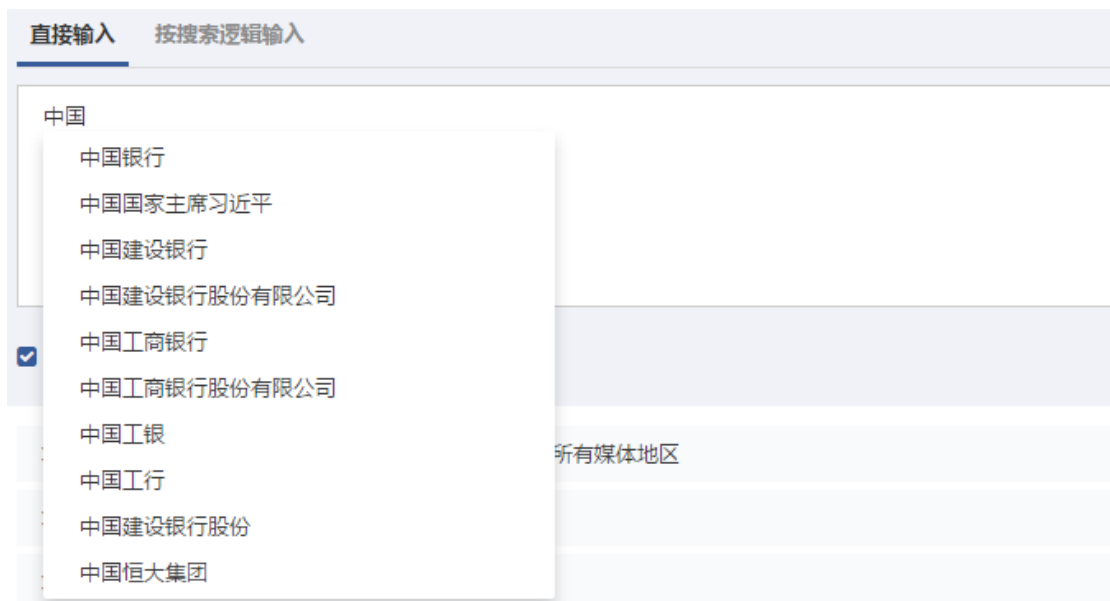 直接输入 按搜索逻辑输入
中国
中国银行
中国国家主席习近平
中国建设银行
中国建设银行股份有限公司
中国工商银行
中国工商银行股份有限公司
中国工银
所有媒体地区
中国工行
中国建设银行股份
中国恒大集团